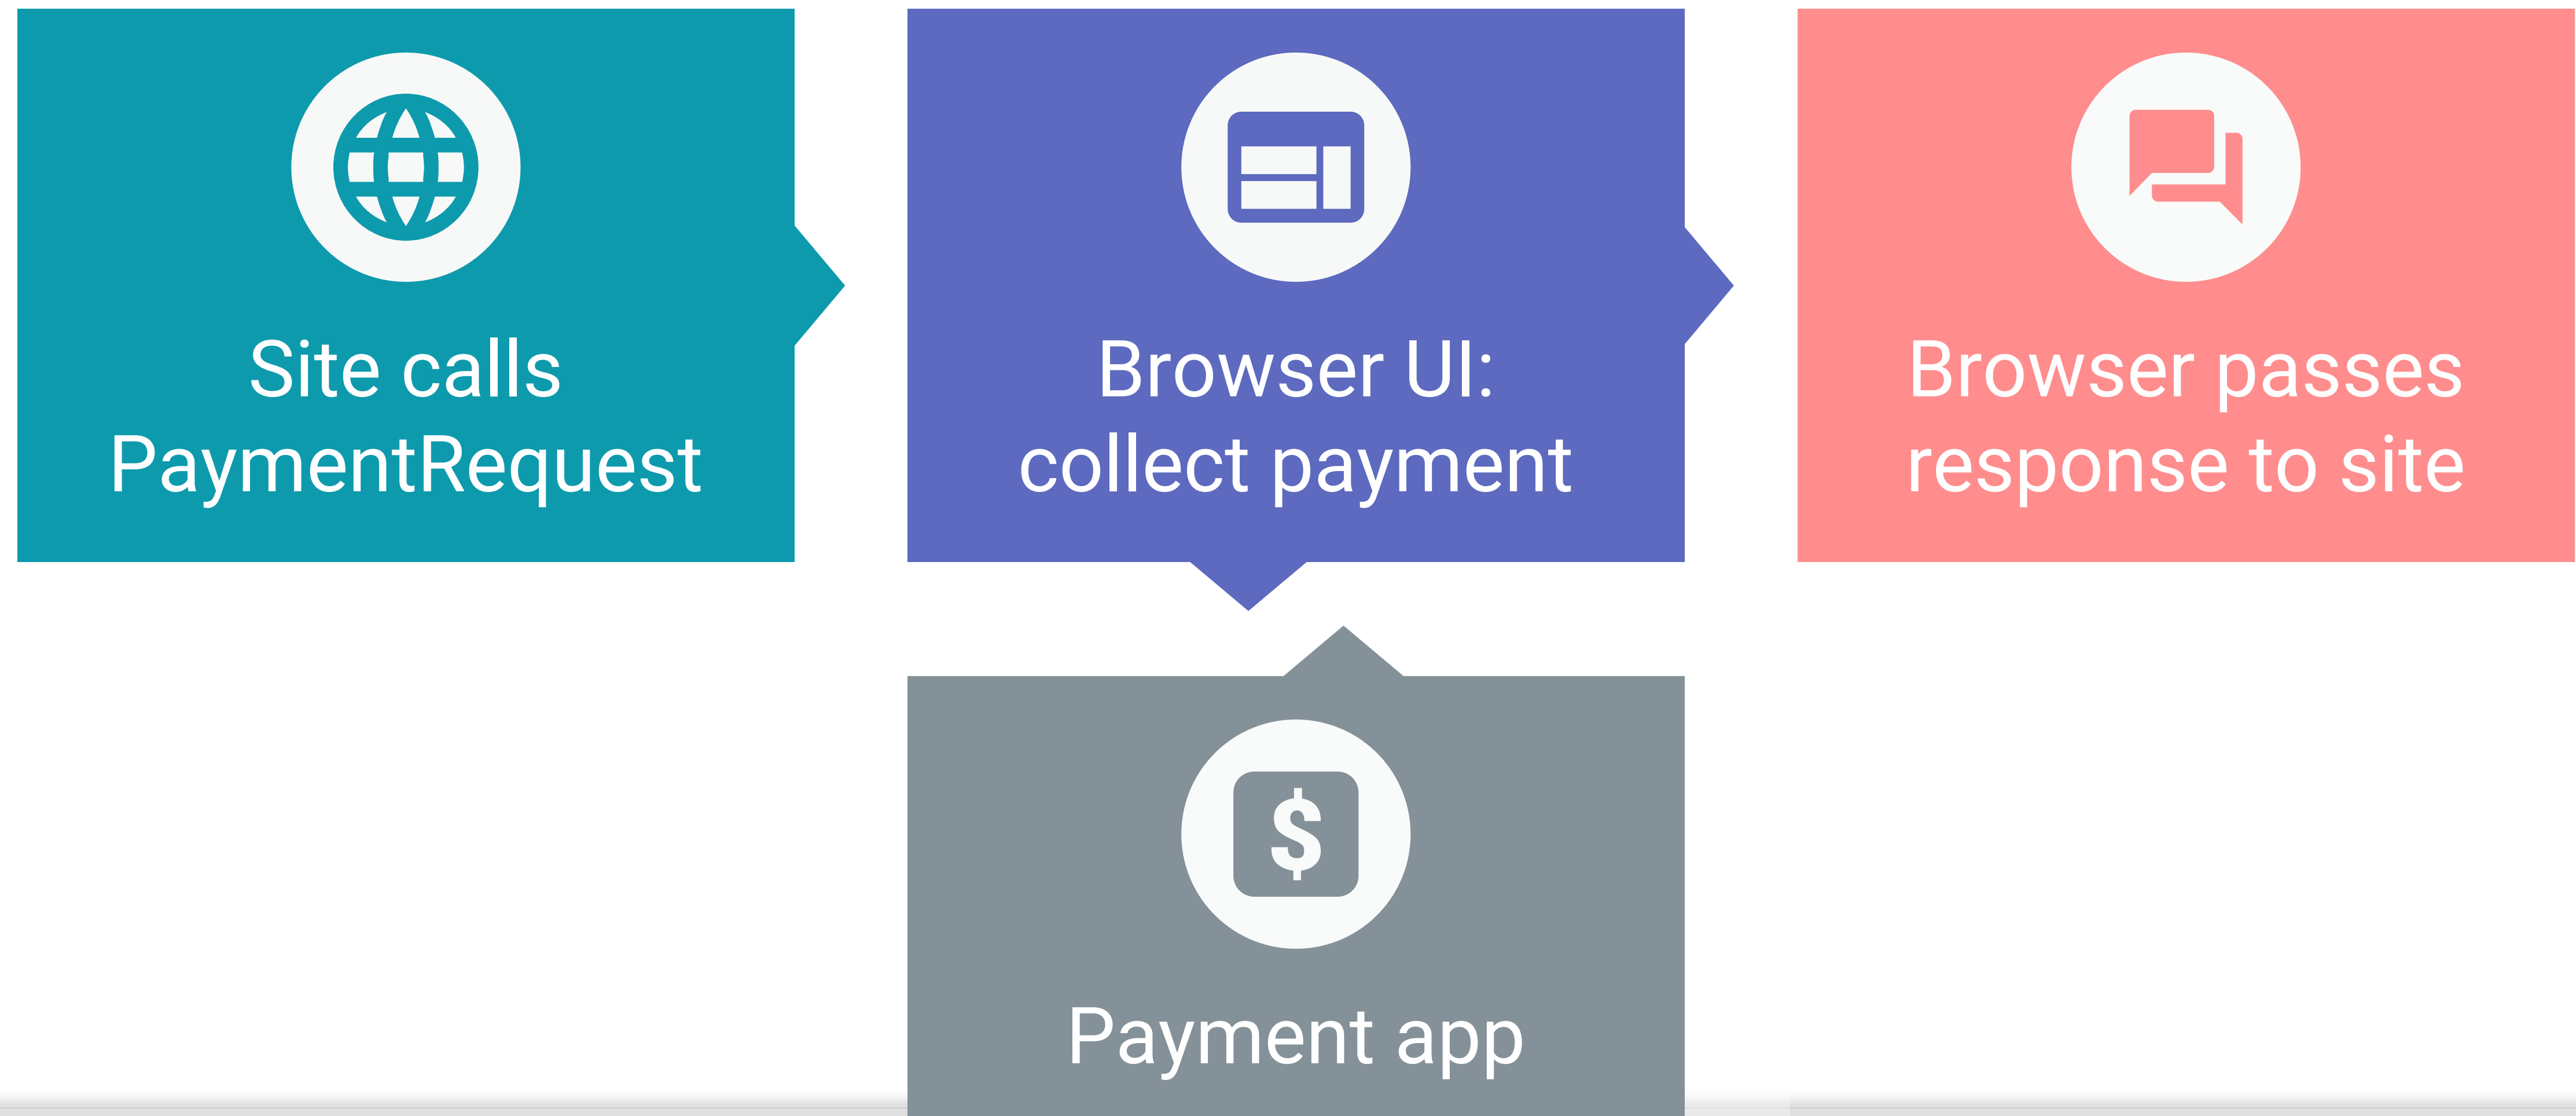 Site calls
PaymentRequest
Browser UI:
collect payment
Browser passes
response to site
$
Payment app